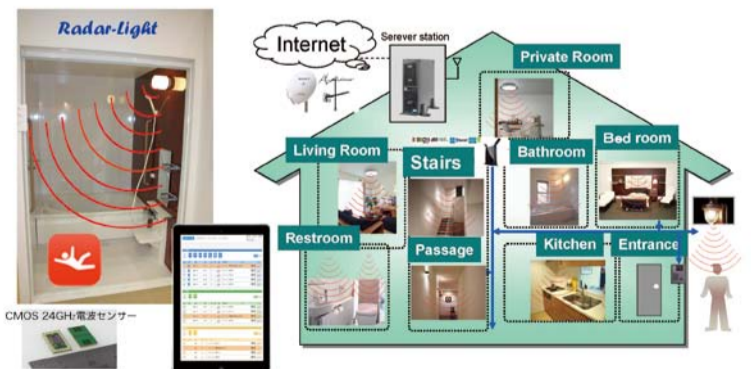 Radar-Light
CMOS 24GHz電波センサー
Internet
Serever station
Private Room
Living Room
Stairs
Bathroom
Bed room
Restroom
Passage
Kitchen
Entrance